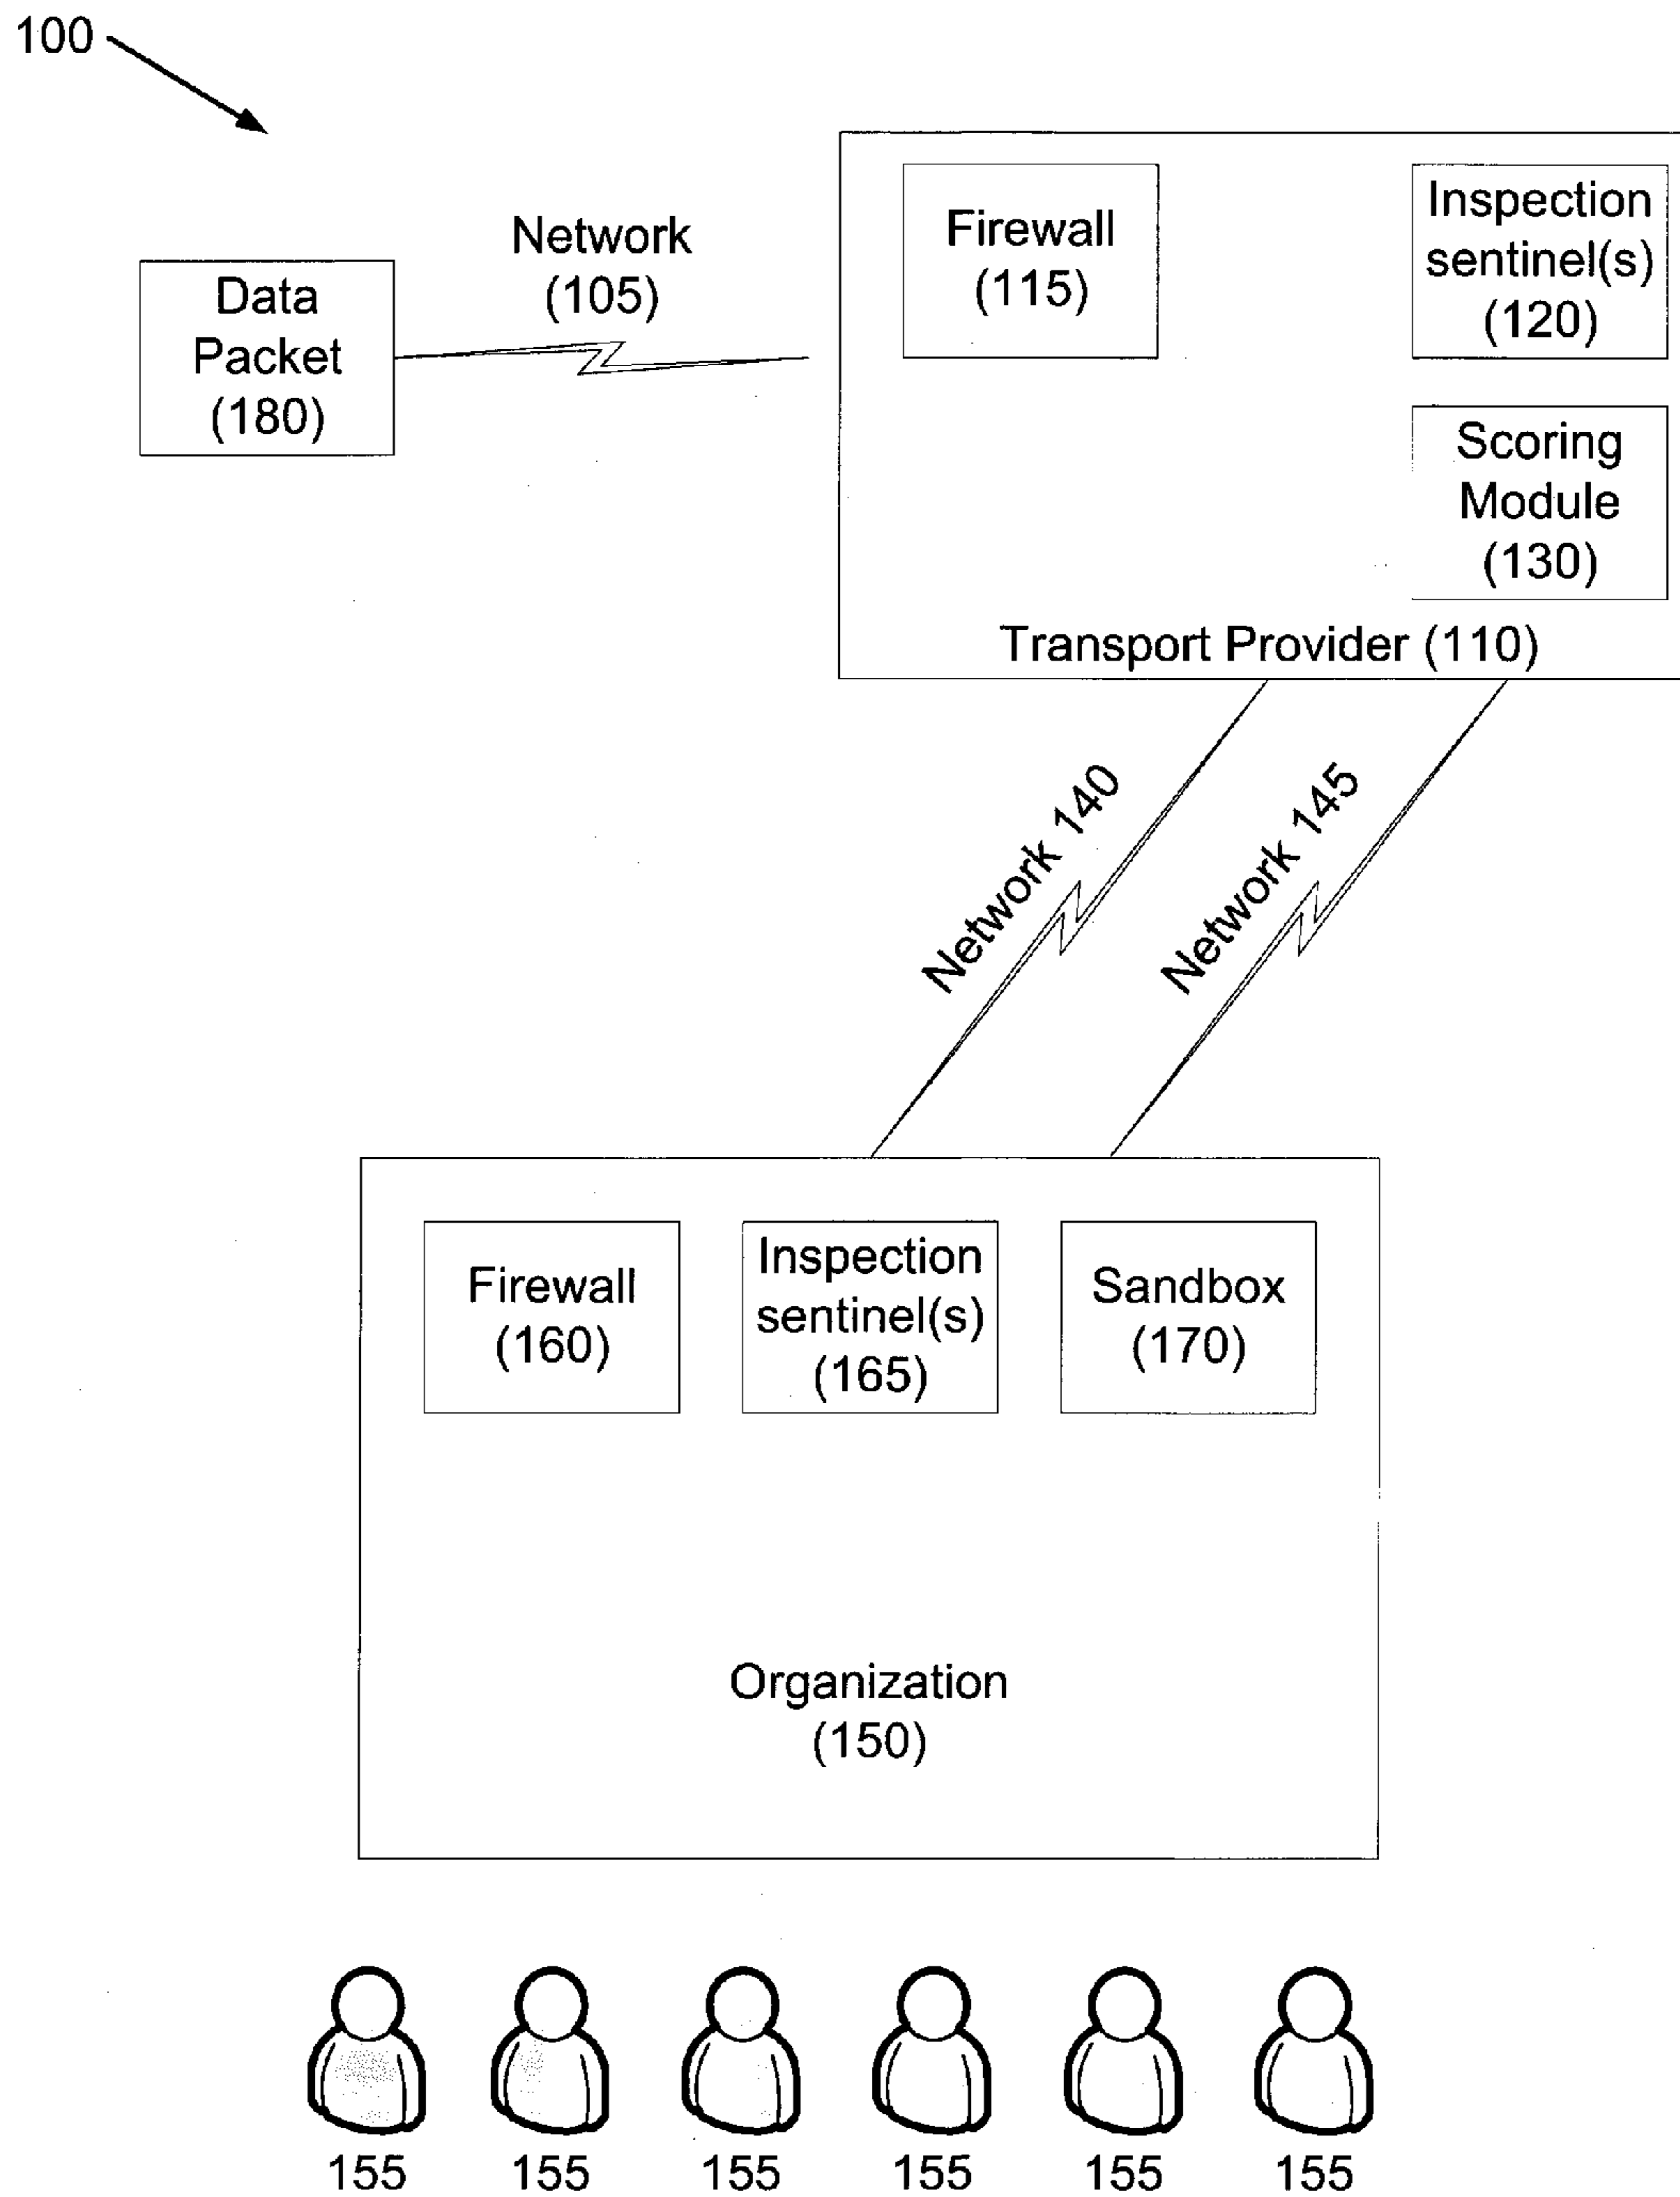 100
Network
(105)
Data
Packet
(180)
Firewall
(115)
Inspection
sentinel(s)
(120)
Scoring
Module
(130)
Transport Provider (110)
Network 140
Network 145
Firewall
(160)
Inspection
sentinel(s)
(165)
Sandbox
(170)
Organization
(150)
155
155
155
155
155
155